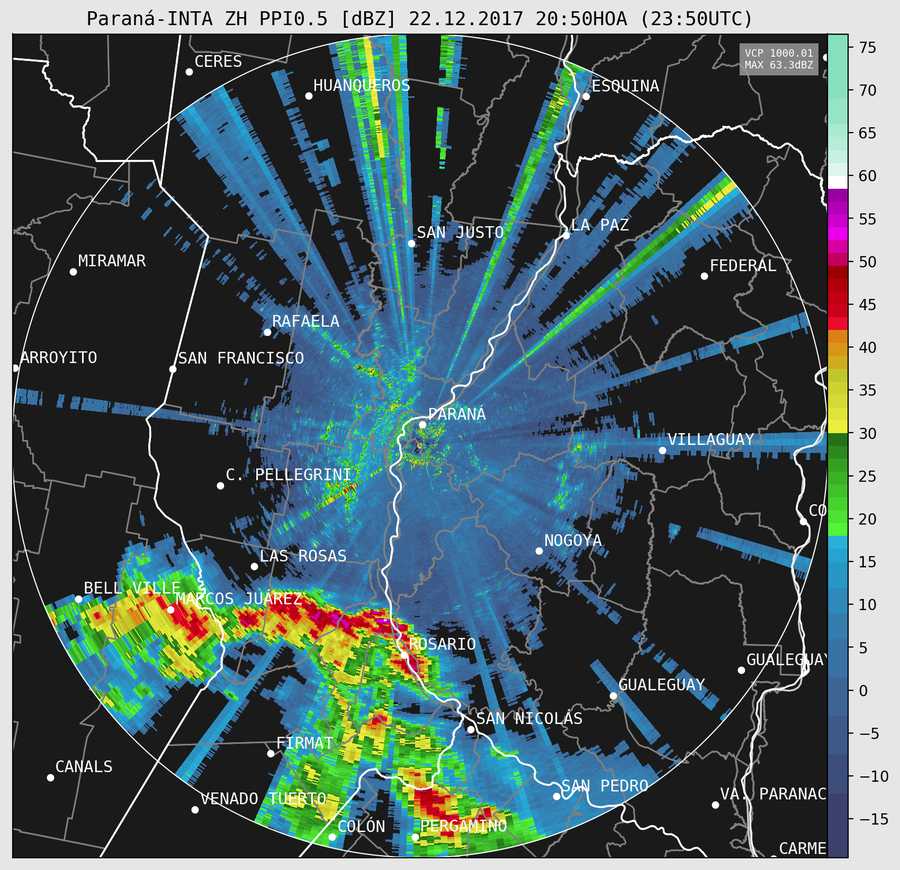 Paraná-INTA ZH PPI0.5 [dBZ] 22.12.2017 20:50HOA (23:50UTC)
VCP 1000.01
MAX 63.3dBZ
CERES
HUANQUEROS
ESQUINA
SAN JUSTO
LA PAZ
MIRAMAR
FEDERAL
RAFAELA
ARROYITO
SAN FRANCISCO
PARANÁ
VILLAGUAY
C. PELLEGRINI
CO
NOGOYA
LAS ROSAS
BELL VILLE
MARCOS JUAREZ
ROSARIO
GUALEGUAY
GUALEGUAY
SAN NICOLÁS
FIRMAT
CANALS
SAN PEDRO
VENADO TUERTO
VA. PARANAC
COLÓN
PERGAMINO
CARME
75
70
65
60
55
50
45
40
35
30
25
20
15
10
5
0
−5
−10
−15